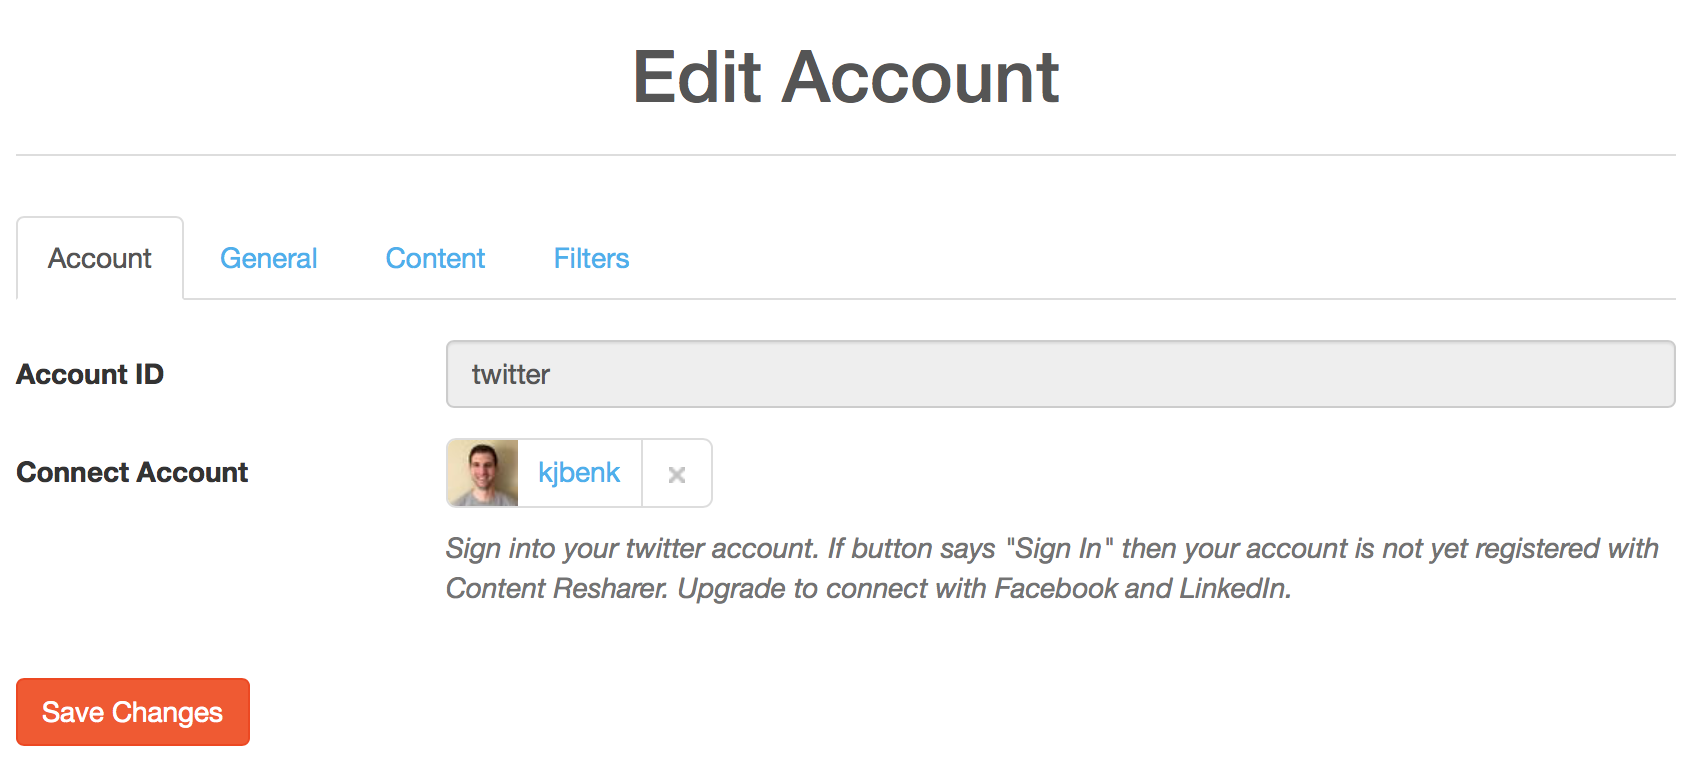 Edit Account
Account General Content Filters
Account ID twitter
Connect Account kjbenk ×
Sign into your twitter account. If button says "Sign In" then your account is not yet registered with
Content Resharer. Upgrade to connect with Facebook and LinkedIn.
Save Changes